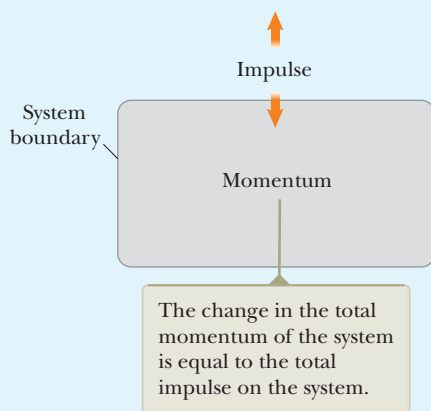 Impulse
System
boundary
Momentum
The change in the total
momentum of the system
is equal to the total
impulse on the system.